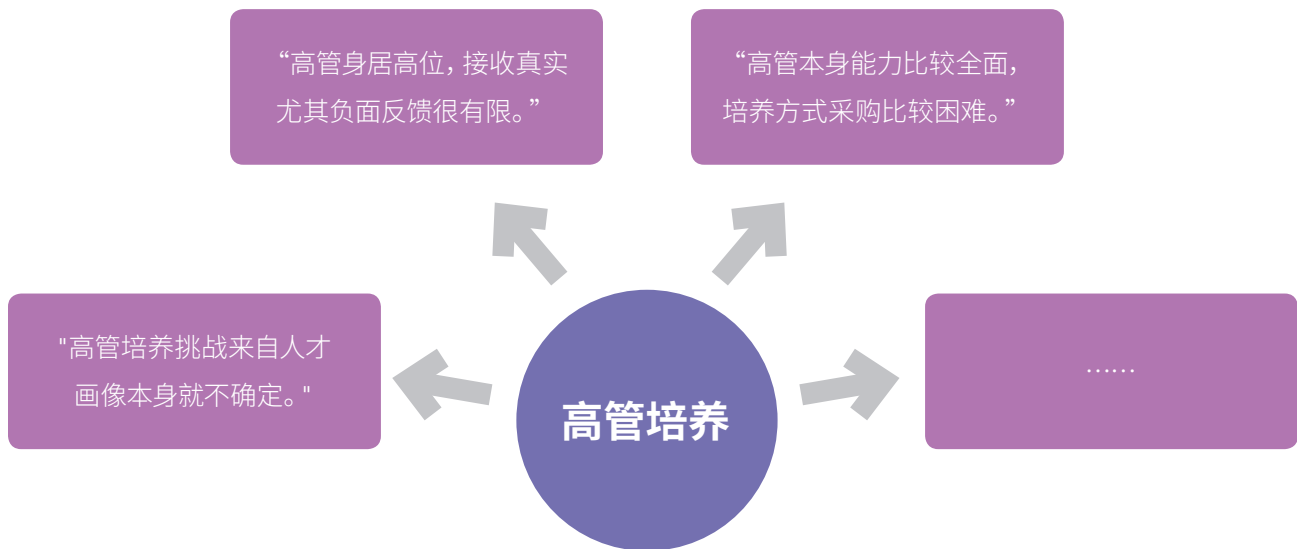 “高管身居高位，接收真实
尤其负面反馈很有限。”
“高管本身能力比较全面，
培养方式采购比较困难。”
"高管培养挑战来自人才
画像本身就不确定。"
……
高管培养